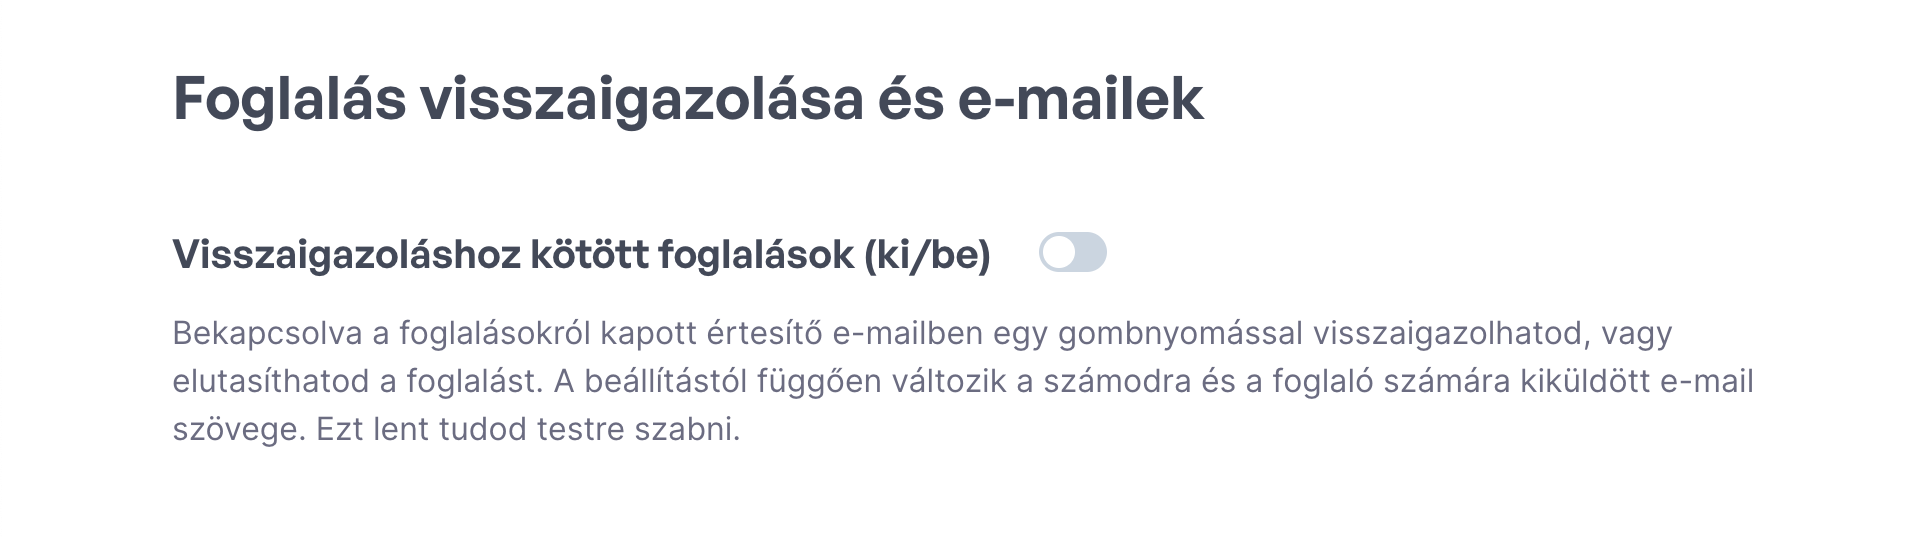 Foglalás visszaigazolása és e-mailek
Visszaigazoláshoz kötött foglalások (ki/be)
Bekapcsolva a foglalásokról kapott értesítő e-mailben egy gombnyomással visszaigazolhatod, vagy
elutasíthatod a foglalást. A beállítástól függően változik a számodra és a foglaló számára kiküldött e-mail
szövege. Ezt lent tudod testre szabni.